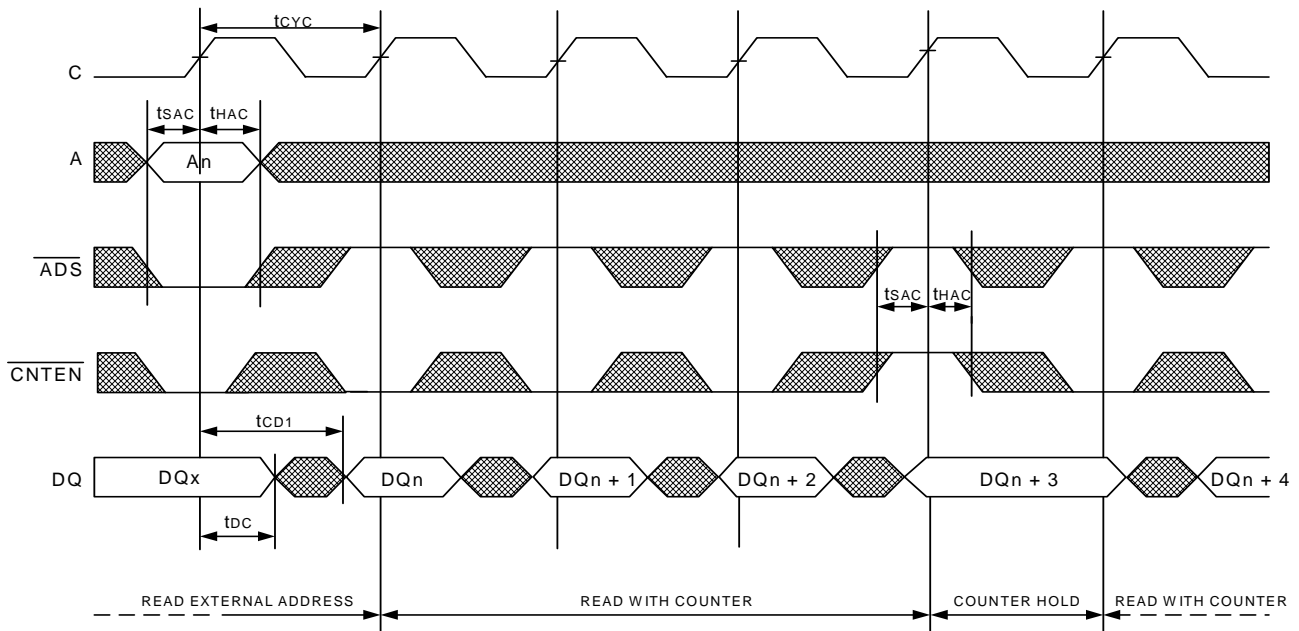 tCYC
C
tSAC tHAC
A An
ADS
tSAC tHAC
CNTEN
tCD1
DQ DQx DQn DQn + 1 DQn + 2 DQn + 3 DQn + 4
tDC
READ EXTERNAL ADDRESS READ WITH COUNTER COUNTER HOLD READ WITH COUNTER